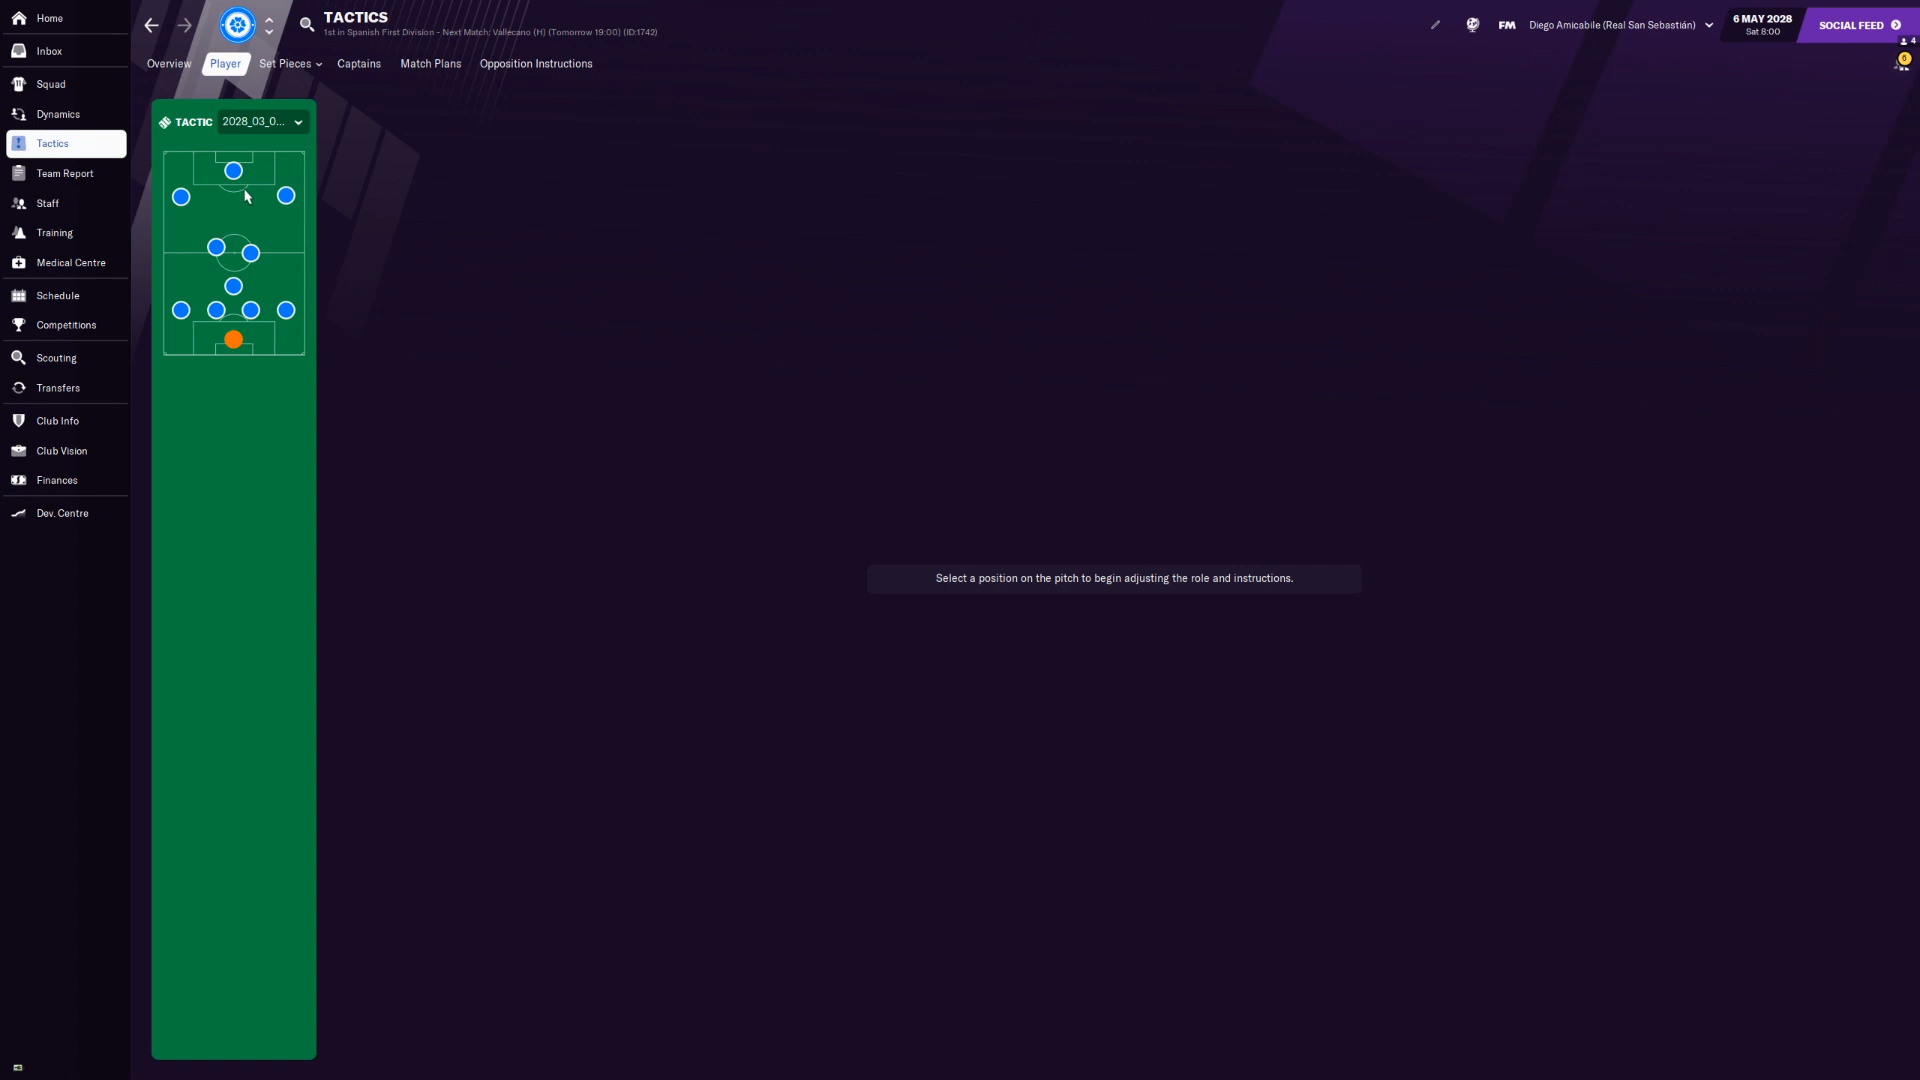 Home
Inbox
Squad
Dynamics
Tactics
Team Report
Staff
Training
Medical Centre
Schedule
Competitions
Scouting
Transfers
Club Info
Club Vision
Finances
Dev. Centre
TACTICS
1st in Spanish First Division - Next Match: Vallecano (H) (Tomorrow 19:00) (ID:1742)
FM
Diego Amicabile (Real San Sebastián)
6 MAY 2028
Sat 8:00
SOCIAL FEED
4
Overview
Player
Set Pieces
Captains
Match Plans
Opposition Instructions
TACTIC
2028_03_0...
Select a position on the pitch to begin adjusting the role and instructions.